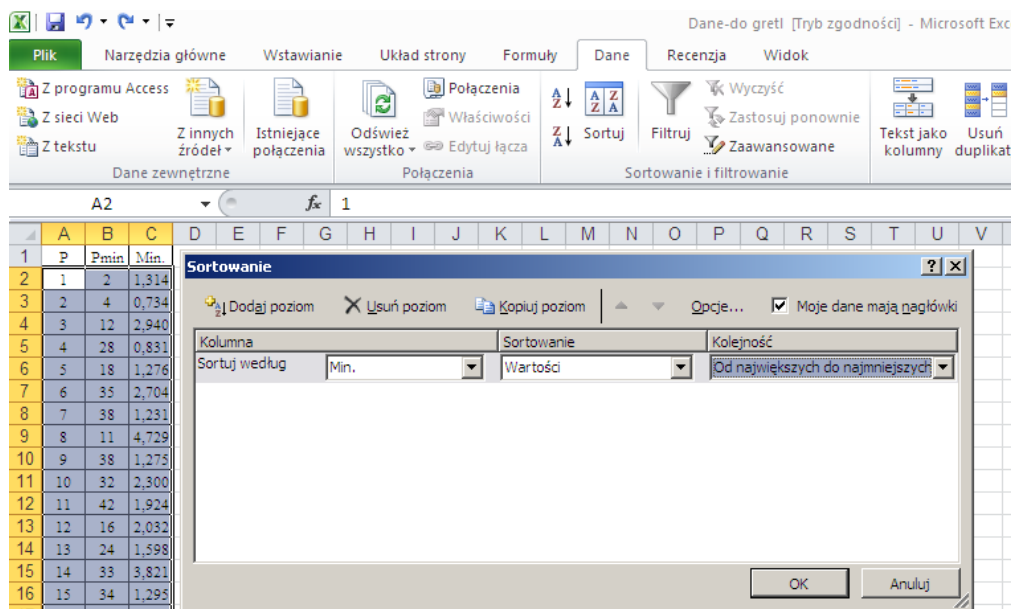 Dane-do gretl [Tryb zgodności] - Microsoft Exc
Plik Narzędzia główne Wstawianie Układ strony Formuły Dane Recenzja Widok
Z programu Access
Z sieci Web
Z tekstu
Z innych źródeł
Istniejące połączenia
Dane zewnętrzne
Odśwież wszystko
Połączenia
Właściwości
Edytuj łącza
Połączenia
Sortuj
Filtruj
Wyczyść
Zastosuj ponownie
Zaawansowane
Sortowanie i filtrowanie
Tekst jako kolumny
Usuń duplikat
A2 fx 1
A B C D E F G H I J K L M N O P Q R S T U V
1 P Pmin Min.
2 1 2 1,314
3 2 4 0,734
4 3 12 2,940
5 4 28 0,831
6 5 18 1,276
7 6 35 2,704
8 7 38 1,231
9 8 11 4,729
10 9 38 1,275
11 10 32 2,300
12 11 42 1,924
13 12 16 2,032
14 13 24 1,598
15 14 33 3,821
16 15 34 1,295
Sortowanie
Dodaj poziom Usuń poziom Kopiuj poziom Opcje... Moje dane mają nagłówki
Kolumna Sortowanie Kolejność
Sortuj według Min. Wartości Od największych do najmniejszych
OK Anuluj